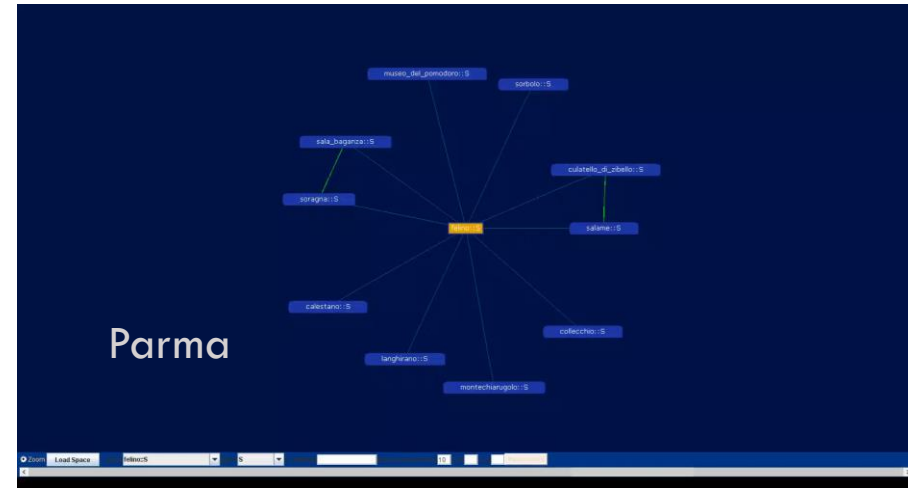 museo_del_pomodoro::S
sorbolo::S
sala_baganza::S
culatello_di_zibello::S
soragna::S
felino::S
salame::S
calestano::S
collecchio::S
Parma
langhirano::S
montechiarugolo::S
Zoom Load Space felino::S S 10